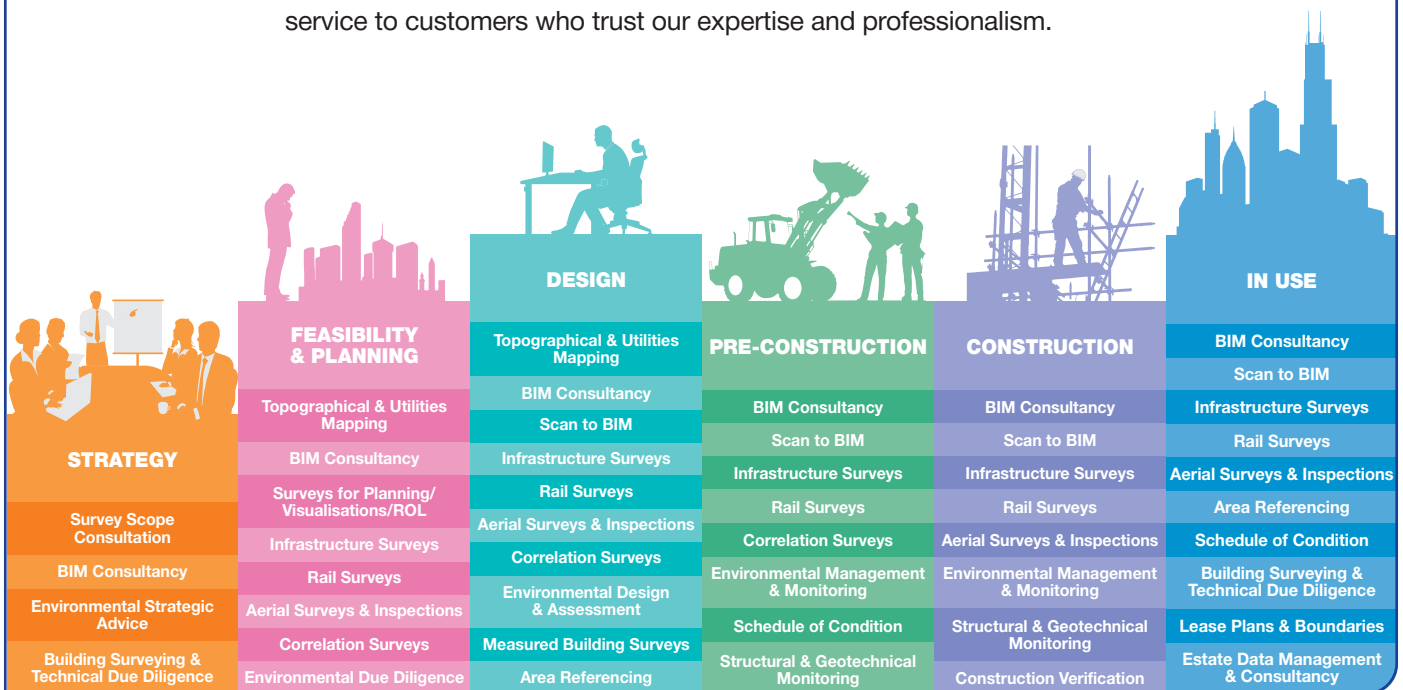 service to customers who trust our expertise and professionalism.
STRATEGY
Survey Scope
Consultation
BIM Consultancy
Environmental Strategic
Advice
Building Surveying &
Technical Due Diligence
FEASIBILITY
& PLANNING
Topographical & Utilities
Mapping
BIM Consultancy
Surveys for Planning/
Visualisations/ROL
Infrastructure Surveys
Rail Surveys
Aerial Surveys & Inspections
Correlation Surveys
Environmental Due Diligence
DESIGN
Topographical & Utilities
Mapping
BIM Consultancy
Scan to BIM
Infrastructure Surveys
Rail Surveys
Aerial Surveys & Inspections
Correlation Surveys
Environmental Design
& Assessment
Measured Building Surveys
Area Referencing
PRE-CONSTRUCTION
BIM Consultancy
Scan to BIM
Infrastructure Surveys
Rail Surveys
Correlation Surveys
Environmental Management
& Monitoring
Schedule of Condition
Structural & Geotechnical
Monitoring
CONSTRUCTION
BIM Consultancy
Scan to BIM
Infrastructure Surveys
Rail Surveys
Aerial Surveys & Inspections
Environmental Management
& Monitoring
Structural & Geotechnical
Monitoring
Construction Verification
IN USE
BIM Consultancy
Scan to BIM
Infrastructure Surveys
Rail Surveys
Aerial Surveys & Inspections
Area Referencing
Schedule of Condition
Building Surveying &
Technical Due Diligence
Lease Plans & Boundaries
Estate Data Management
& Consultancy